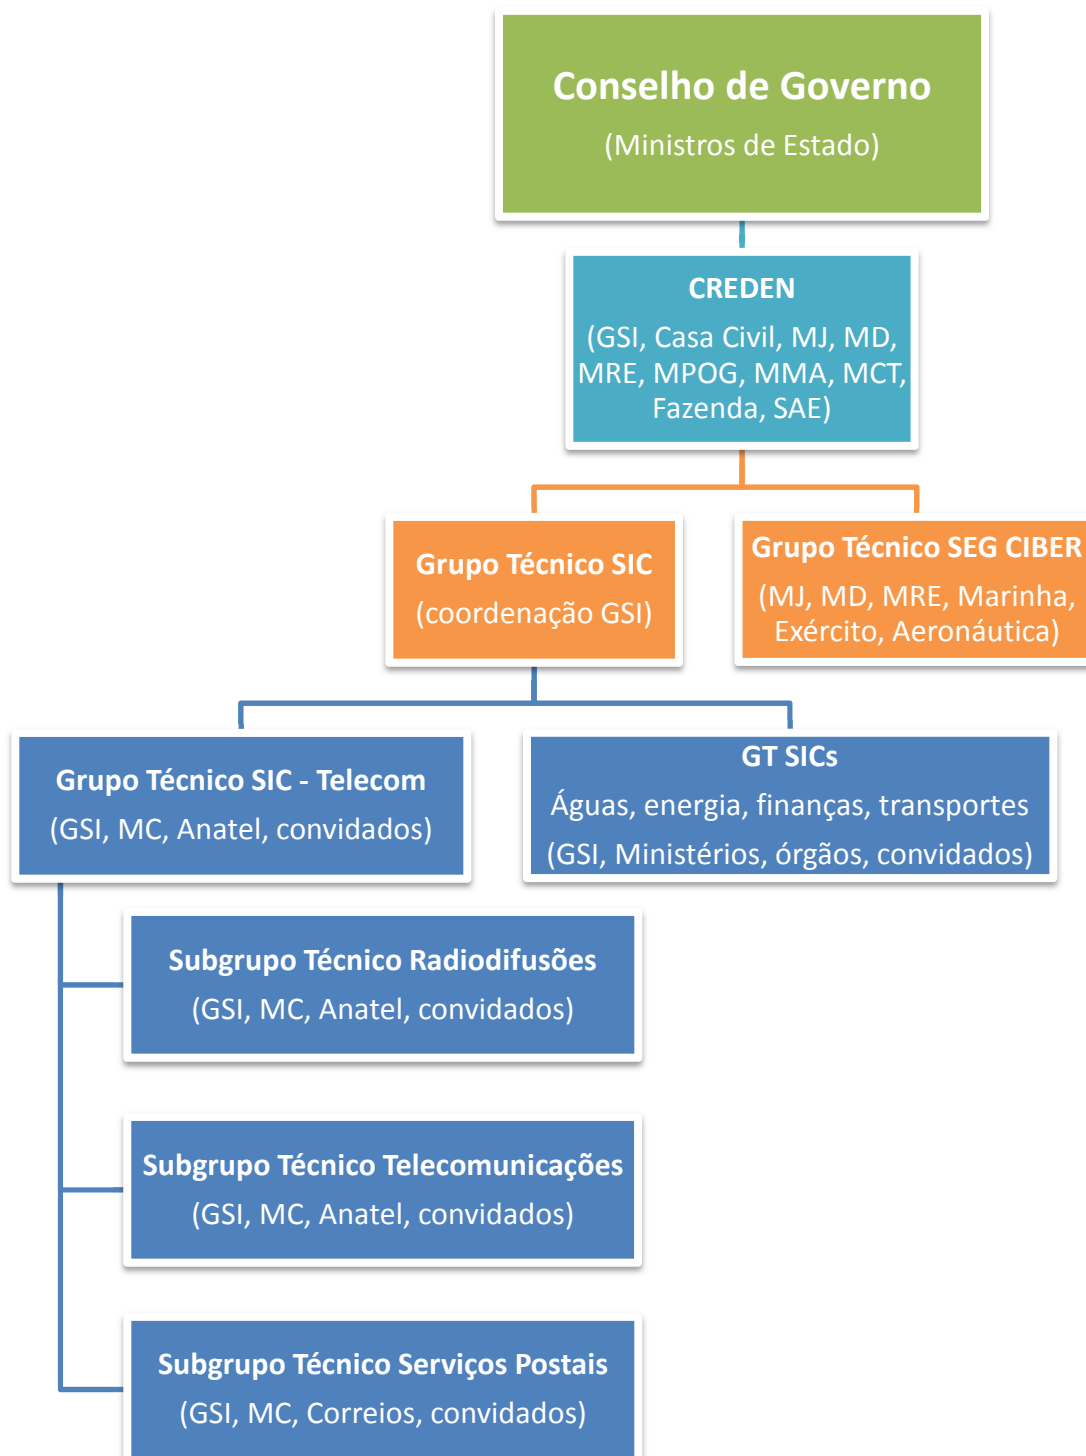 Conselho de Governo
(Ministros de Estado)
CREDEN
(GSI, Casa Civil, MJ, MD,
MRE, MPOG, MMA, MCT,
Fazenda, SAE)
Grupo Técnico SIC
(coordenação GSI)
Grupo Técnico SEG CIBER
(MJ, MD, MRE, Marinha,
Exército, Aeronáutica)
Grupo Técnico SIC - Telecom
(GSI, MC, Anatel, convidados)
GT SICs
Águas, energia, finanças, transportes
(GSI, Ministérios, órgãos, convidados)
Subgrupo Técnico Radiodifusões
(GSI, MC, Anatel, convidados)
Subgrupo Técnico Telecomunicações
(GSI, MC, Anatel, convidados)
Subgrupo Técnico Serviços Postais
(GSI, MC, Correios, convidados)